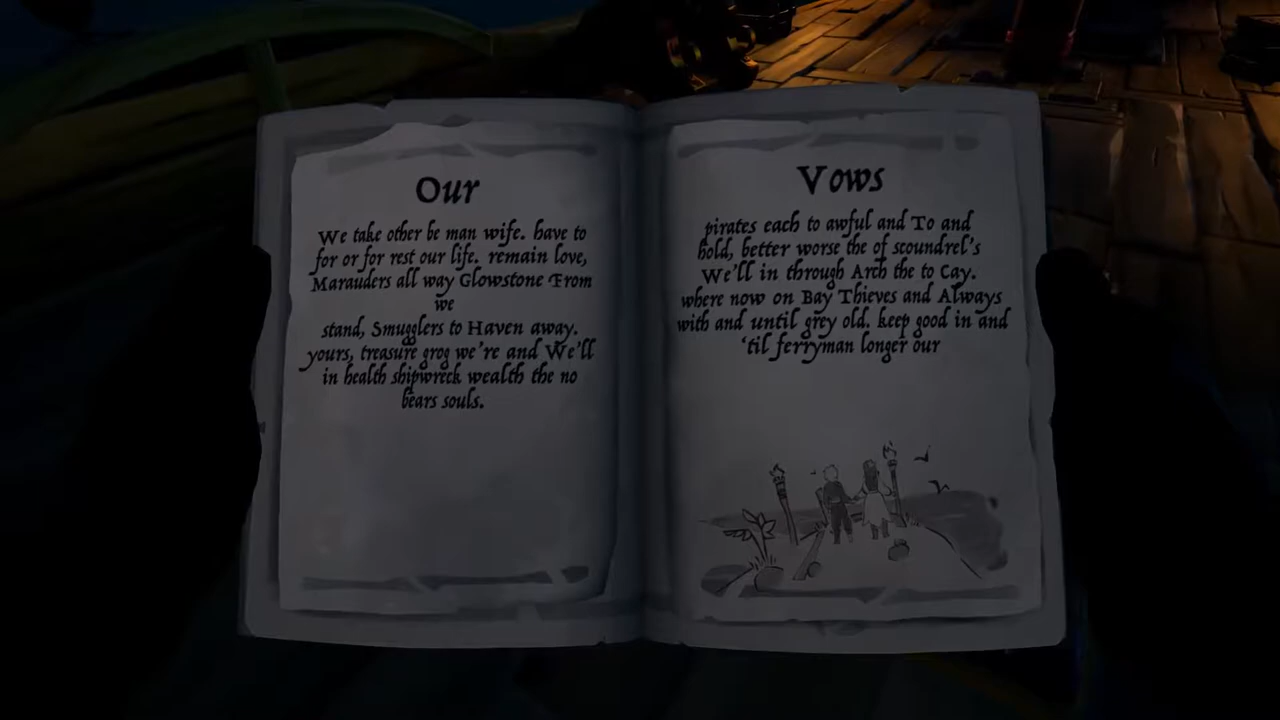 Our
We take other be man wife. have to
for or for rest our life. remain love,
Marauders all way Glowstone From
we
stand, Smugglers to Haven away.
yours, treasure grog we're and We'll
in health shipwreck wealth the no
bears souls.
Vows
pirates each to awful and To and
hold, better worse the of scoundrel's
We'll in through Arch the to Cay.
where now on Bay Thieves and Always
with and until grey old. keep good in and
'til ferryman longer our